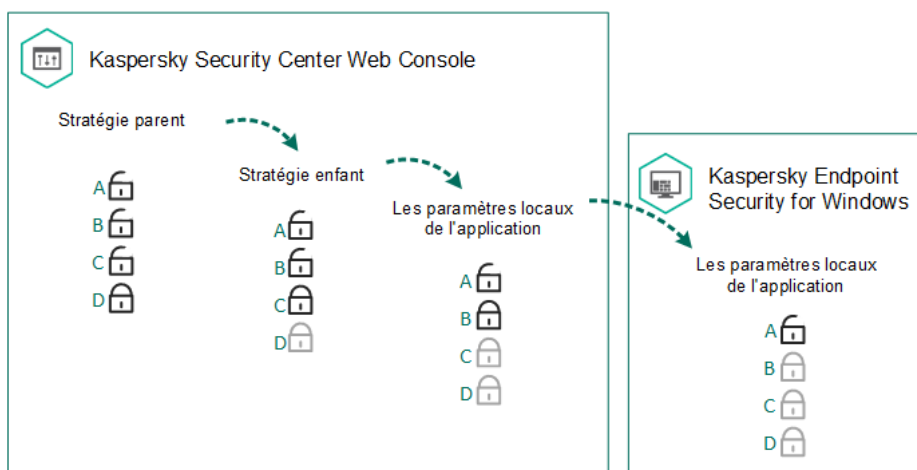 Kaspersky Security Center Web Console
Stratégie parent
A
B
C
D
Stratégie enfant
A
B
C
D
Les paramètres locaux
de l'application
A
B
C
D
Kaspersky Endpoint
Security for Windows
Les paramètres locaux
de l'application
A
B
C
D